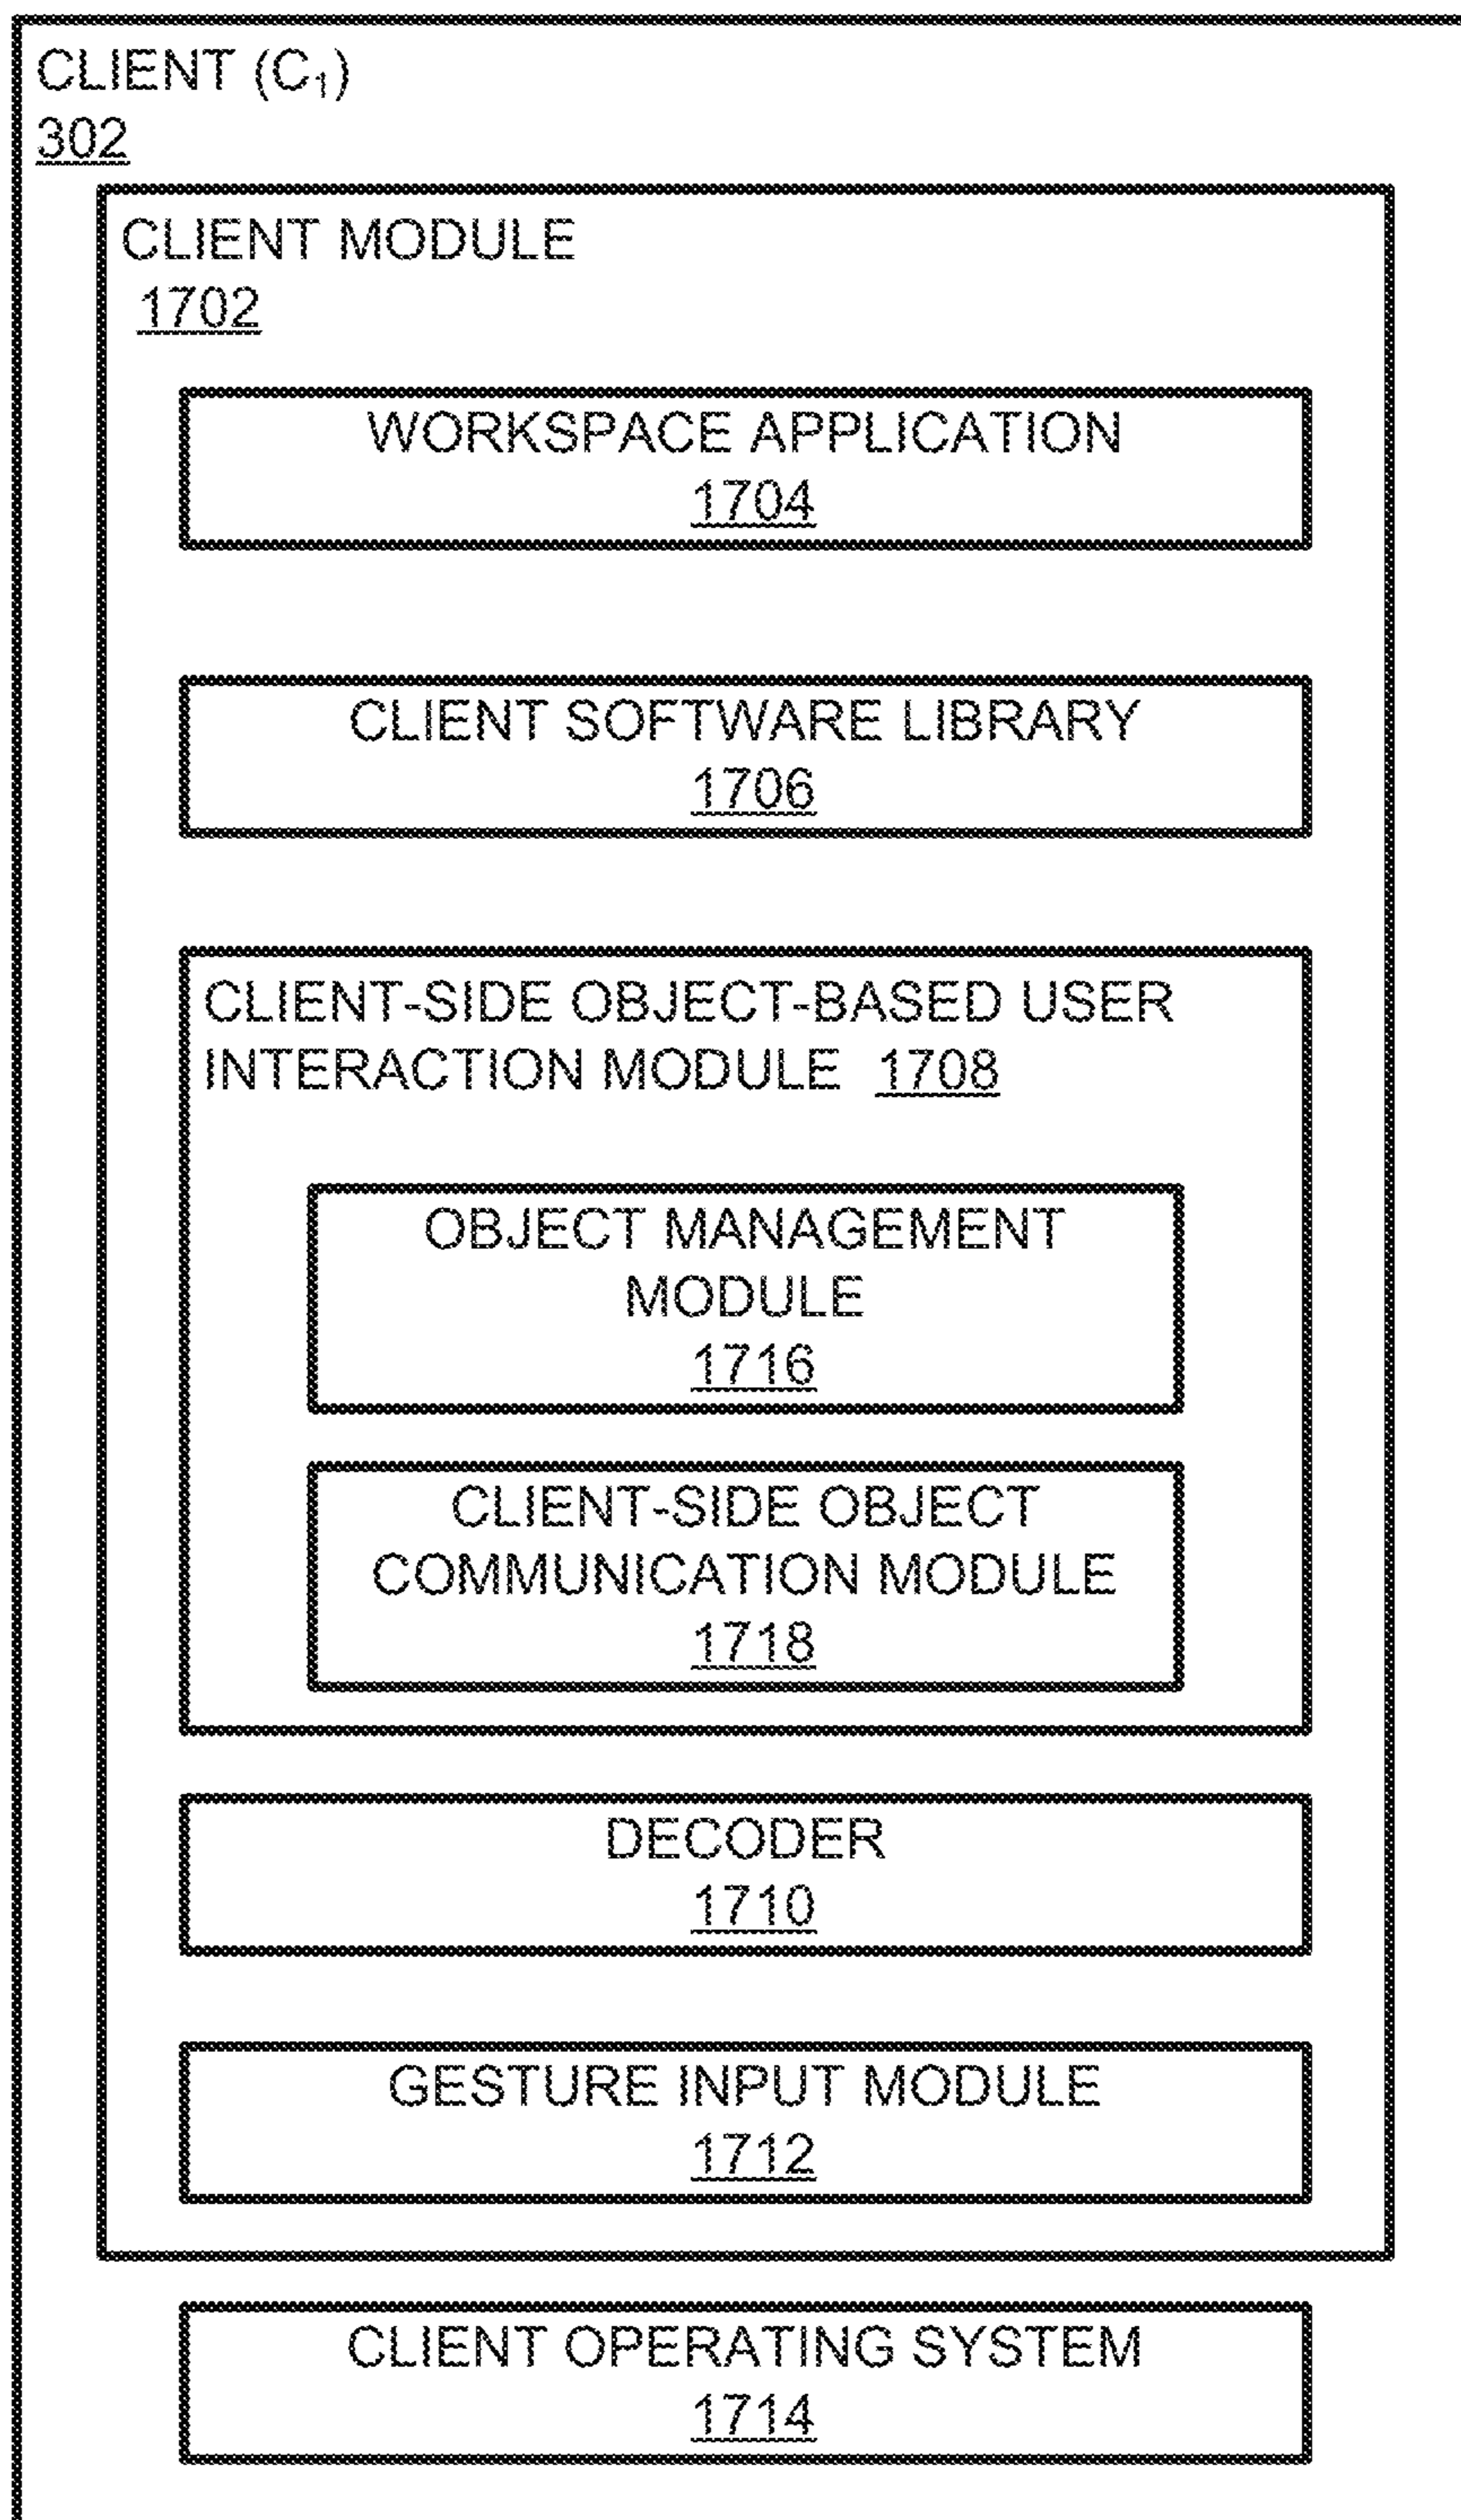 CLIENT (C₁)
302
CLIENT MODULE
1702
WORKSPACE APPLICATION
1704
CLIENT SOFTWARE LIBRARY
1706
CLIENT-SIDE OBJECT-BASED USER
INTERACTION MODULE 1708
OBJECT MANAGEMENT
MODULE
1716
CLIENT-SIDE OBJECT
COMMUNICATION MODULE
1718
DECODER
1710
GESTURE INPUT MODULE
1712
CLIENT OPERATING SYSTEM
1714